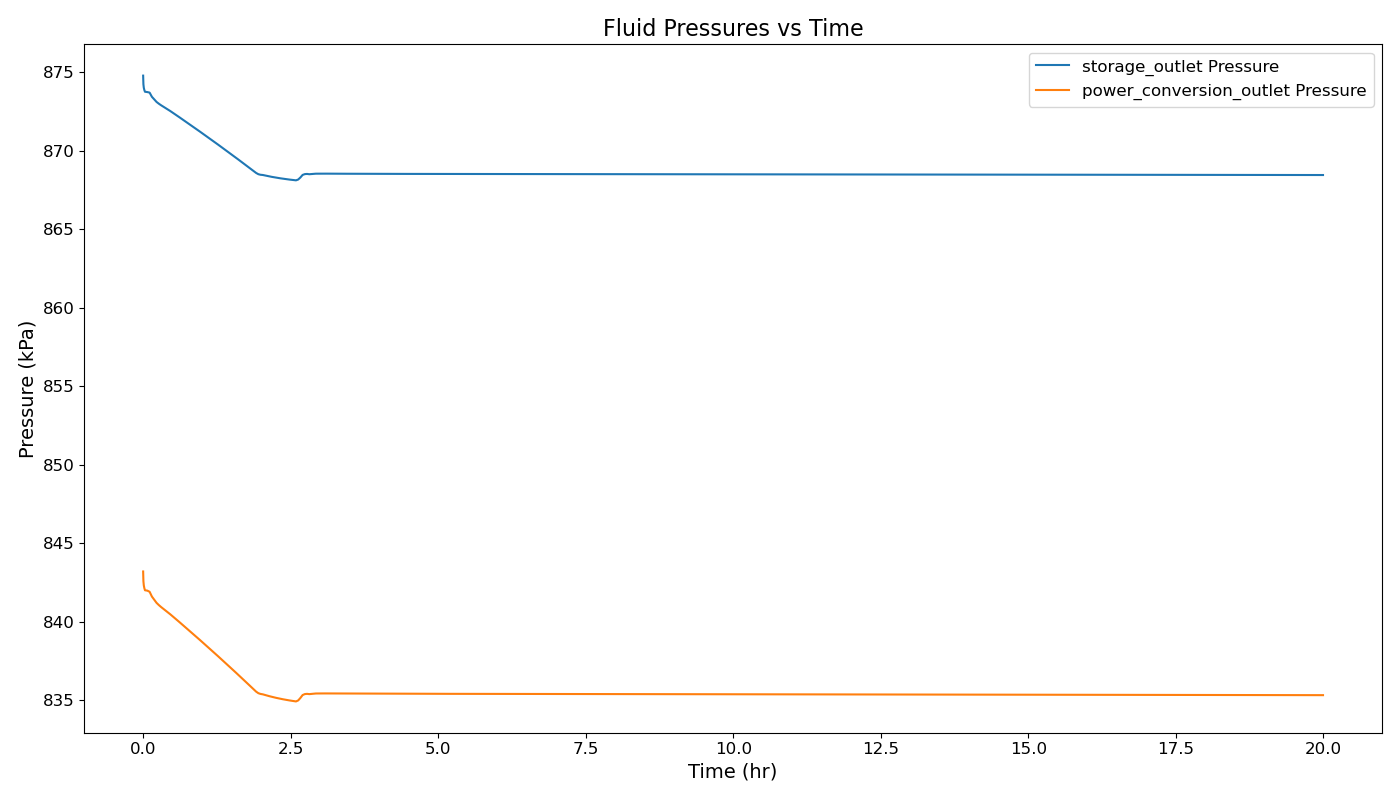 Fluid Pressures vs Time
storage_outlet Pressure
power_conversion_outlet Pressure
Pressure (kPa)
875
870
865
860
855
850
845
840
835
0.0 2.5 5.0 7.5 10.0 12.5 15.0 17.5 20.0
Time (hr)